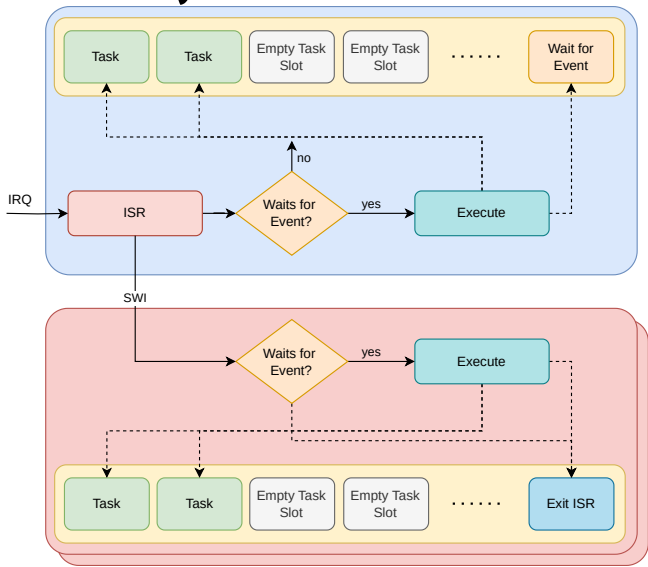 Task
Task
Empty Task
Slot
Empty Task
Slot
......
Wait for
Event
no
IRQ
ISR
Waits for
Event?
yes
Execute
SWI
Waits for
Event?
yes
Execute
Task
Task
Empty Task
Slot
Empty Task
Slot
......
Exit ISR